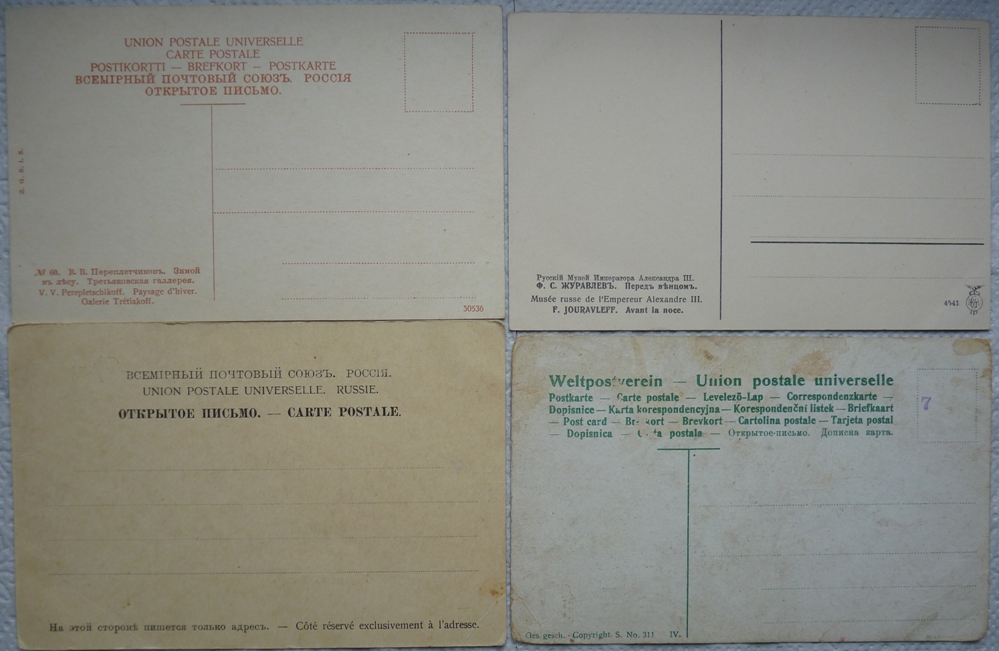 UNION POSTALE UNIVERSELLE
CARTE POSTALE
POSTIKORTTI — BREFKORT — POSTKARTE
ВСЕМІРНЫЙ ПОЧТОВЫЙ СОЮЗЪ. РОССІЯ
ОТКРЫТОЕ ПИСЬМО.
№ 60. В. В. Переплетчиковъ. Зимой
въ лѣсу. Третьяковская галлерея.
V. V. Perepletschikoff. Paysage d'hiver.
Galerie Trétiakoff.
50536
Русскій Музей Императора Александра III.
Ф. С. ЖУРАВЛЕВЪ. Передъ вѣнцомъ.
Musée russe de l'Empereur Alexandre III.
F. JOURAVLEFF. Avant la noce.
4543
ВСЕМІРНЫЙ ПОЧТОВЫЙ СОЮЗЪ. РОССІЯ.
UNION POSTALE UNIVERSELLE. RUSSIE.
ОТКРЫТОЕ ПИСЬМО. — CARTE POSTALE.
На этой сторонѣ пишется только адресъ. — Côté réservé exclusivement à l'adresse.
Weltpostverein — Union postale universelle
Postkarte — Carte postale — Levelező-Lap — Correspondenzkarte —
Dopisnice — Karta korespondencyjna — Korespondenční listek — Briefkaart
— Post card — Brevkort — Cartolina postale — Tarjeta postal
— Dopisnica — postala — Открытое-письмо. Дописна карта.
7
Ges. gesch. - Copyright S. No. 311 IV.